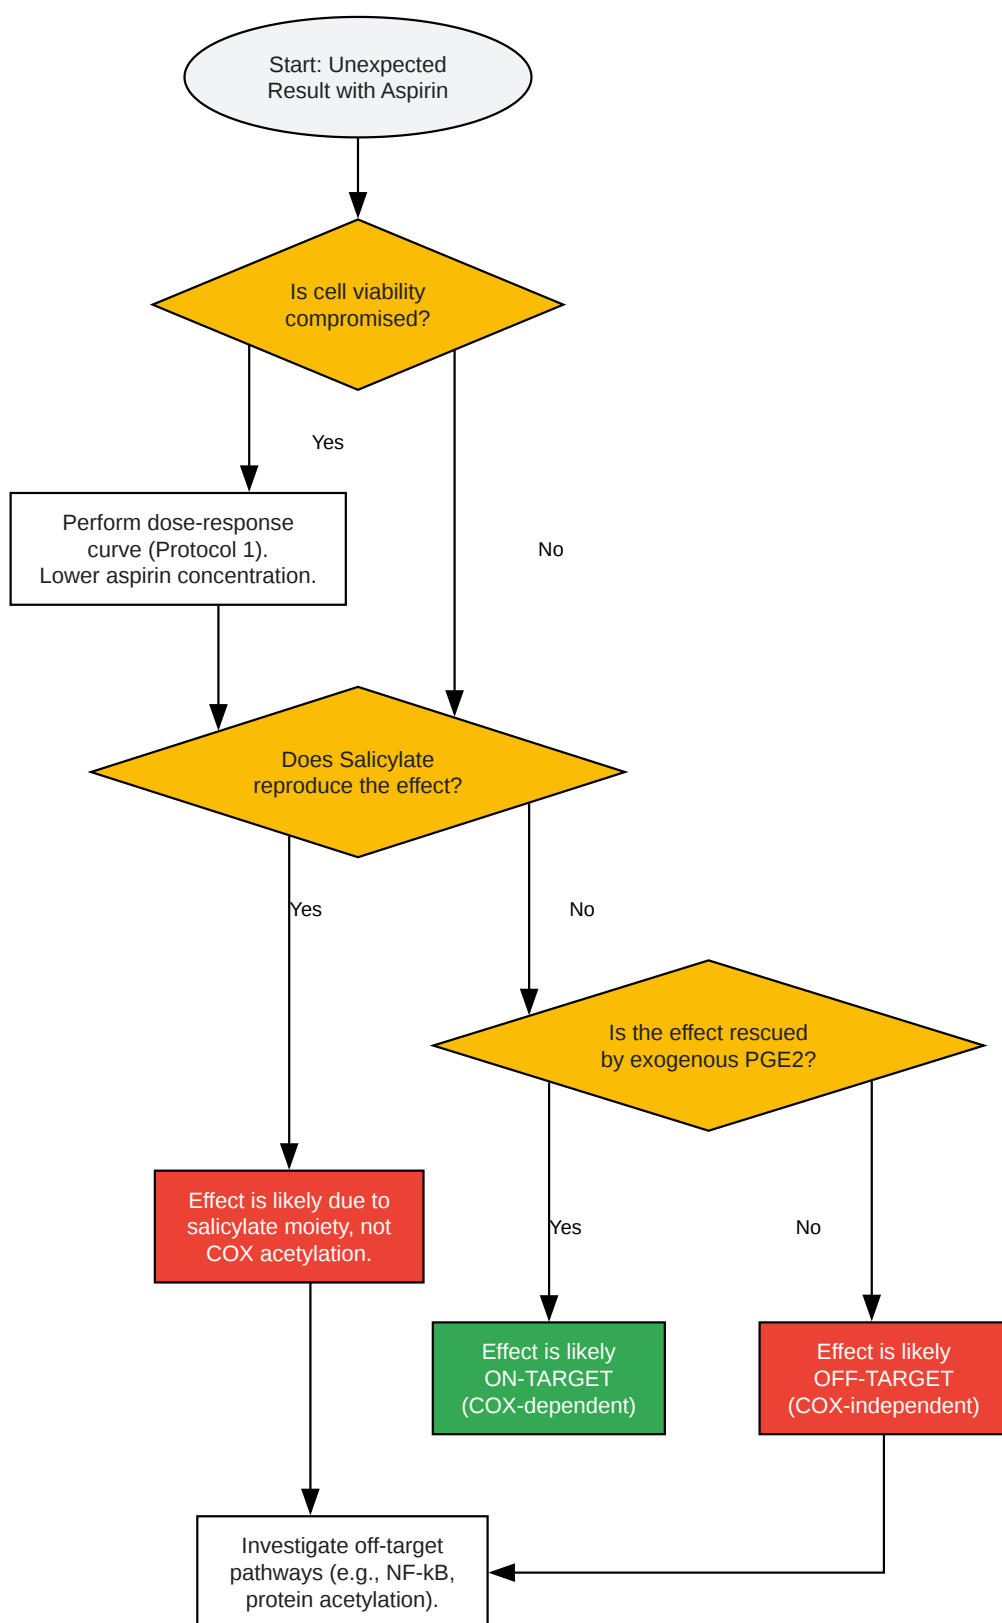 Start: Unexpected
Result with Aspirin
Is cell viability
compromised?
Yes
Perform dose-response
curve (Protocol 1).
Lower aspirin concentration.
No
Does Salicylate
reproduce the effect?
Yes
No
Is the effect rescued
by exogenous PGE2?
Effect is likely due to
salicylate moiety, not
COX acetylation.
Yes
No
Effect is likely
ON-TARGET
(COX-dependent)
Effect is likely
OFF-TARGET
(COX-independent)
Investigate off-target
pathways (e.g., NF-kB,
protein acetylation).